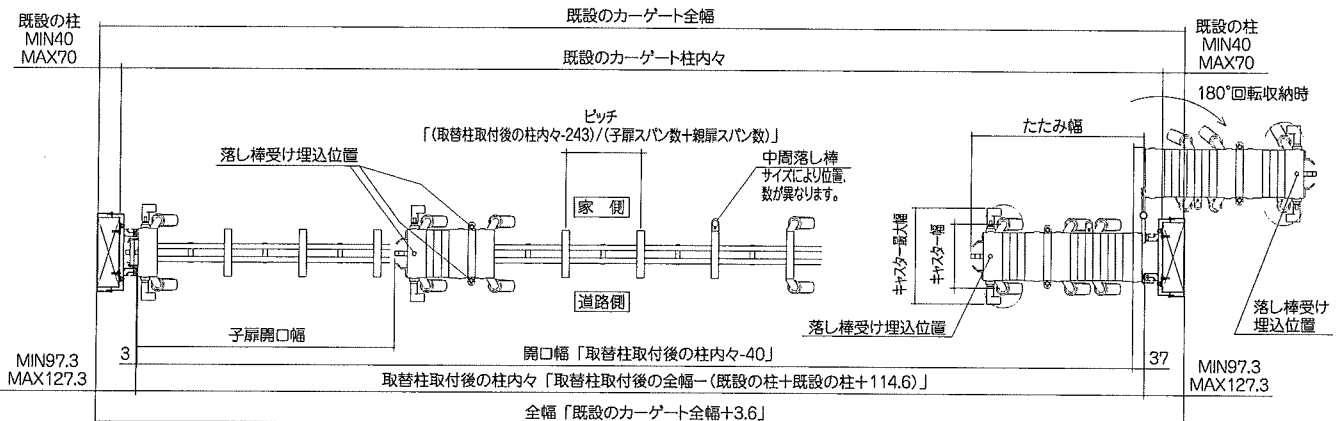 既設のカーゲート全幅
既設の柱
MIN40
MAX70
既設の柱
MIN40
MAX70
既設のカーゲート柱内々
180°回転収納時
ピッチ
「(取替柱取付後の柱内々-243)/(子扉スパン数+親扉スパン数)」
たたみ幅
落し棒受け埋込位置
中間落し棒
サイズにより位置、
数が異なります。
家 側
キャスター最大幅
キャスター幅
道路側
落し棒受け埋込位置
落し棒受け
埋込位置
子扉開口幅
3
開口幅「取替柱取付後の柱内々-40」
37
MIN97.3
MAX127.3
MIN97.3
MAX127.3
取替柱取付後の柱内々「取替柱取付後の全幅ー(既設の柱+既設の柱+114.6)」
全幅「既設のカーゲート全幅+3.6」